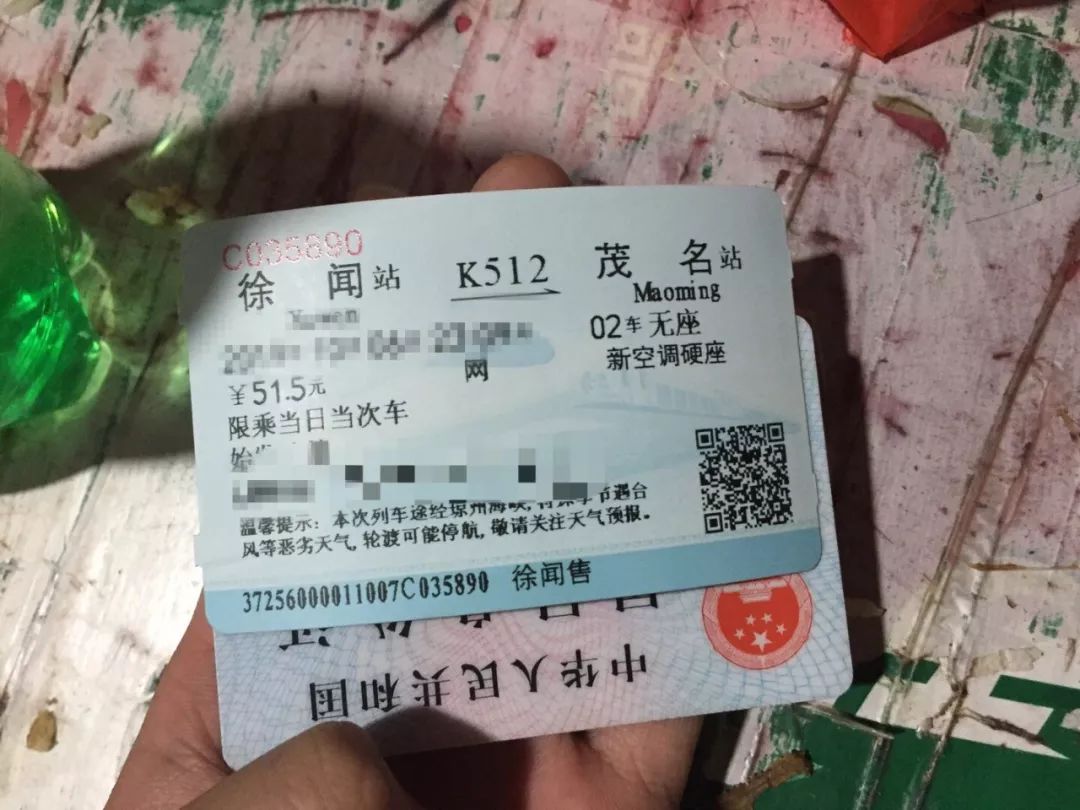 C035890
徐闻站 K512 茂名站
Maoming
02车无座
新空调硬座
网
¥51.5元
限乘当日当次车
温馨提示：本次列车途经琼州海峡,
节遇台
风等恶劣天气,轮渡可能停航,敬请关注天气预报。
37256000011007C035890 徐闻售
中华人民共和国